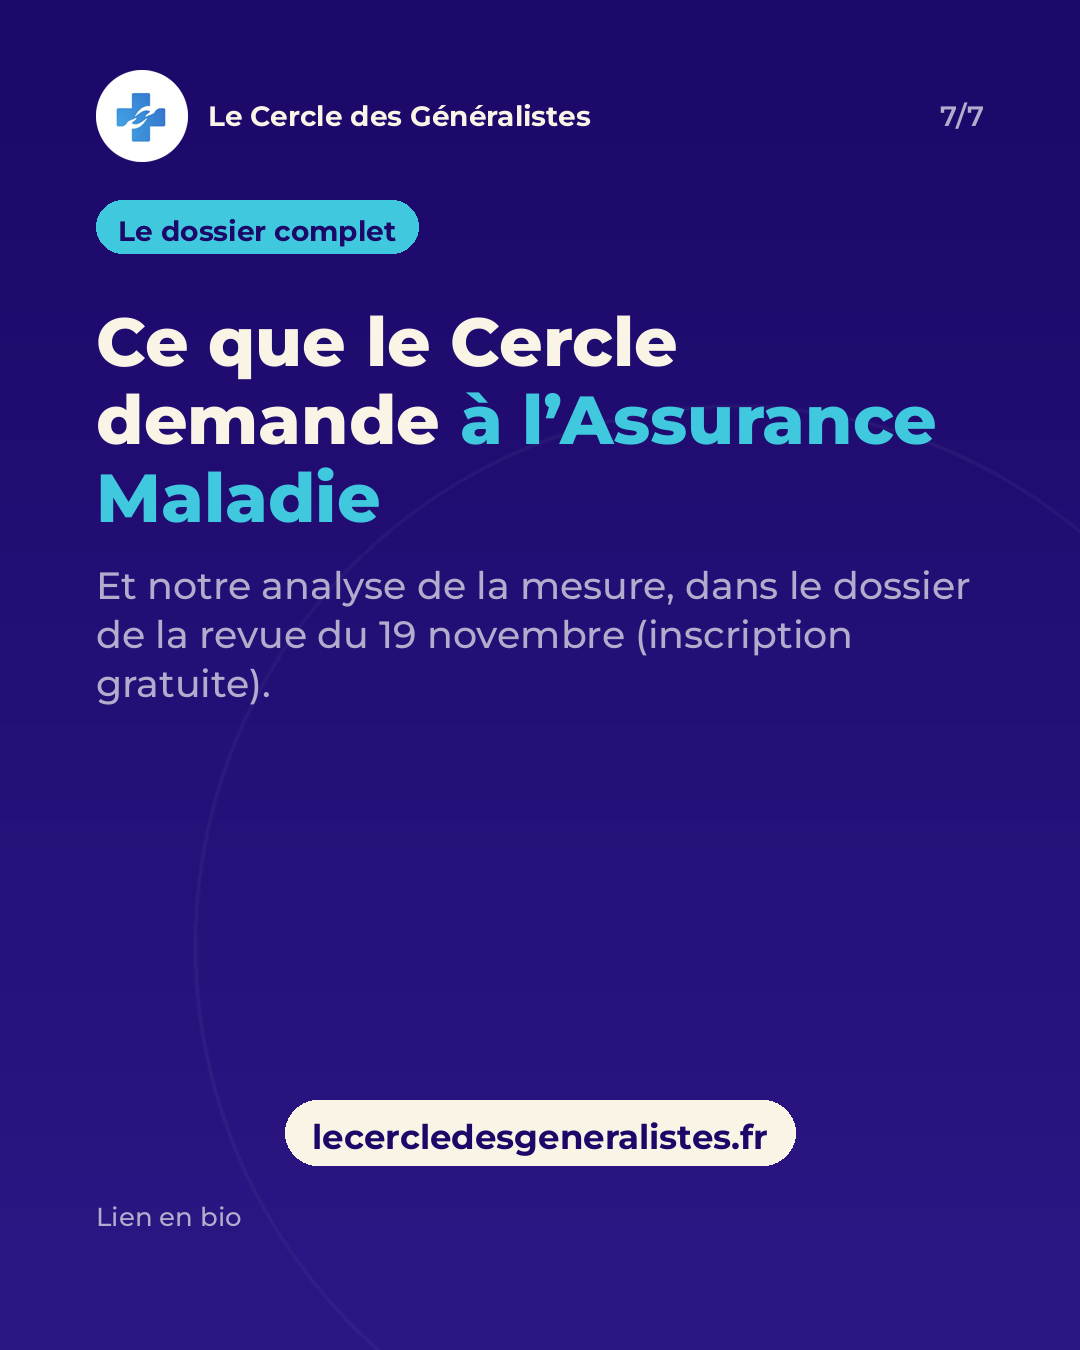 Le Cercle des Généralistes
7/7
Le dossier complet
Ce que le Cercle
demande à l’Assurance
Maladie
Et notre analyse de la mesure, dans le dossier
de la revue du 19 novembre (inscription
gratuite).
lecercledesgeneralistes.fr
Lien en bio